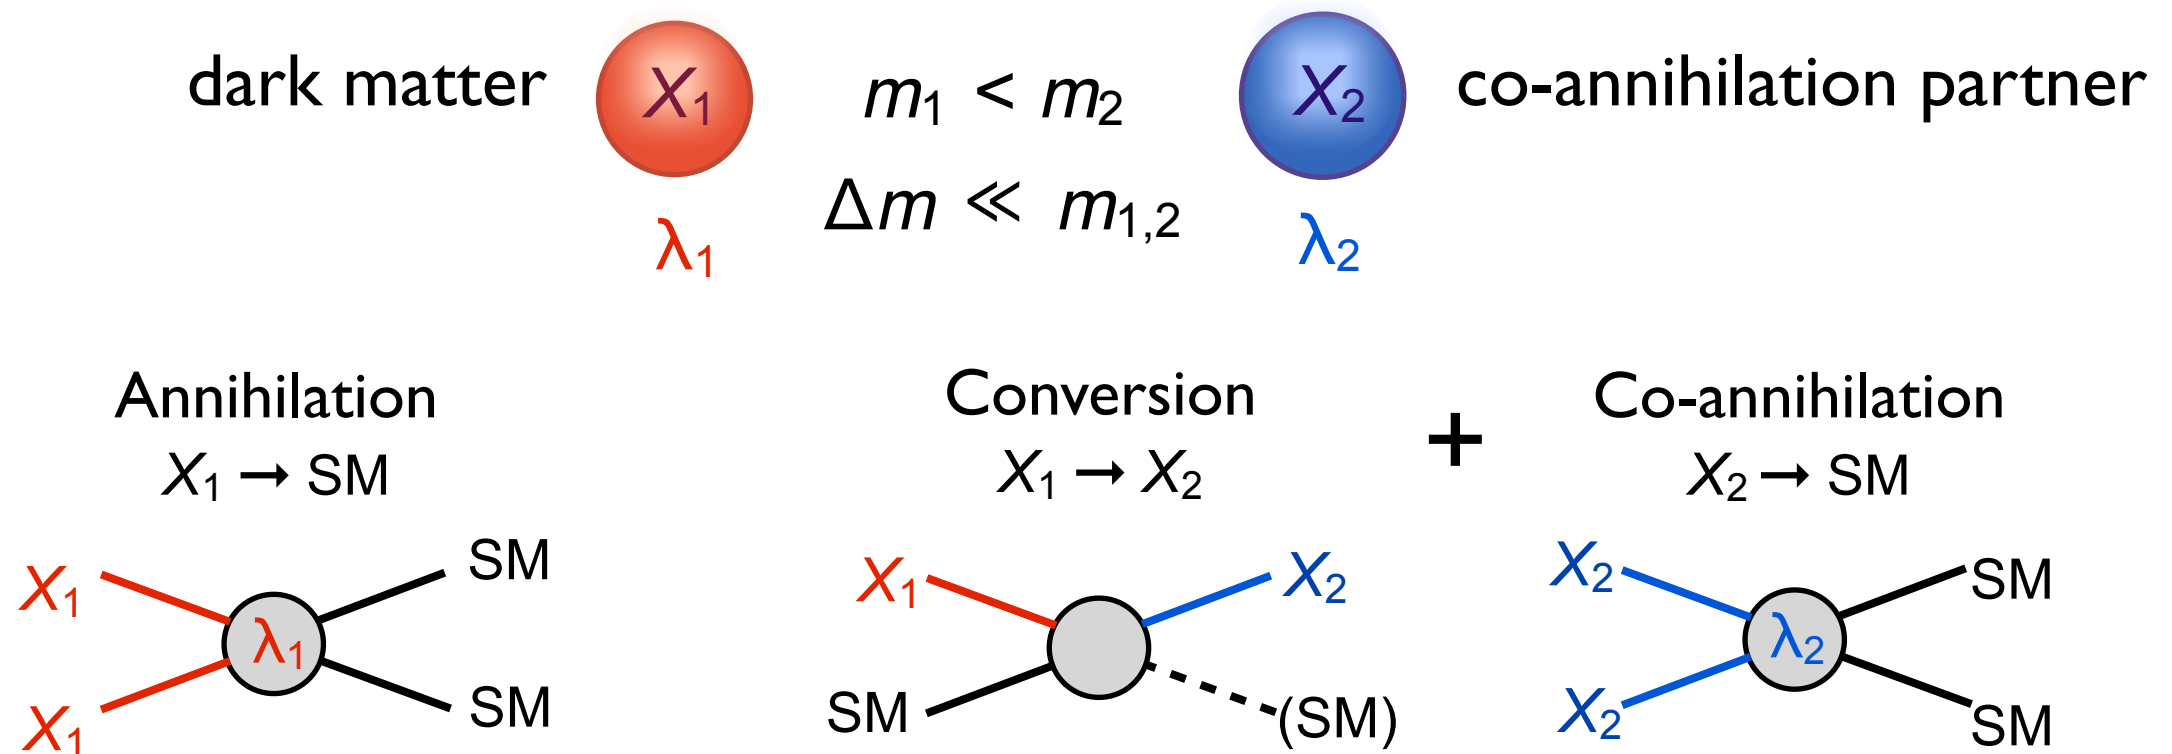 dark matter X₁ m₁ < m₂ X₂ co-annihilation partner
Δm ≪ m₁,₂
λ₁ λ₂
Annihilation
X₁ → SM
Conversion
X₁ → X₂
+
Co-annihilation
X₂ → SM
X₁ SM
λ₁
X₁ SM
X₁ X₂
SM (SM)
X₂ SM
λ₂
X₂ SM